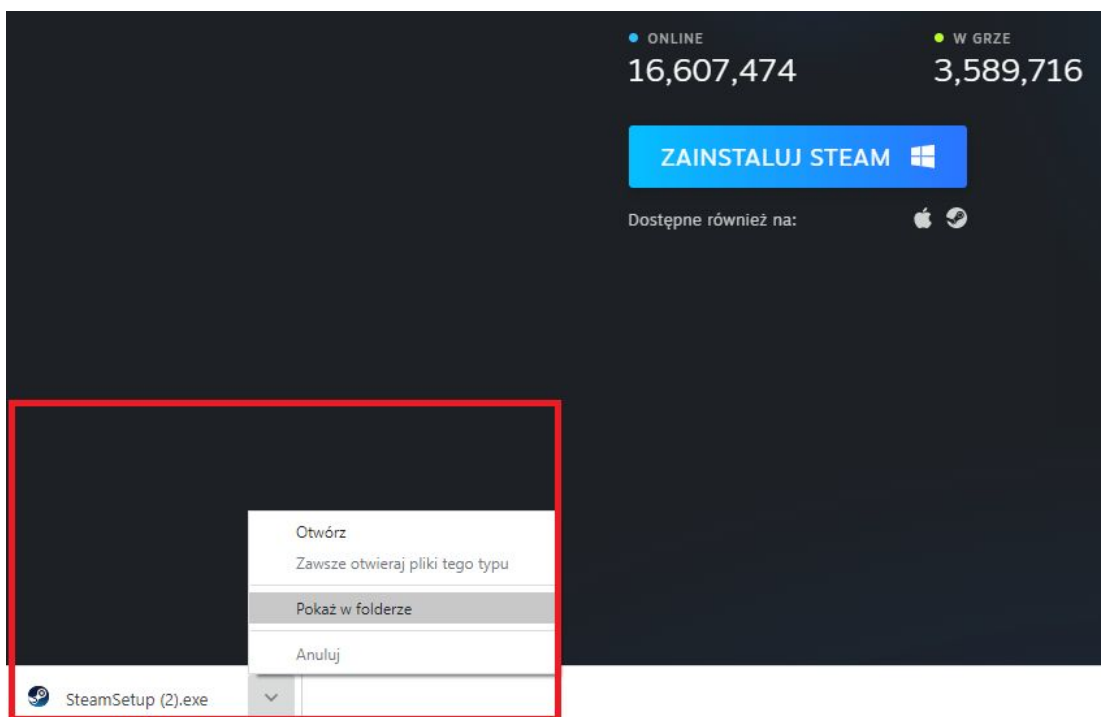 ONLINE
W GRZE
16,607,474
3,589,716
ZAINSTALUJ STEAM
Dostępne również na:
Otwórz
Zawsze otwieraj pliki tego typu
Pokaż w folderze
Anuluj
SteamSetup (2).exe